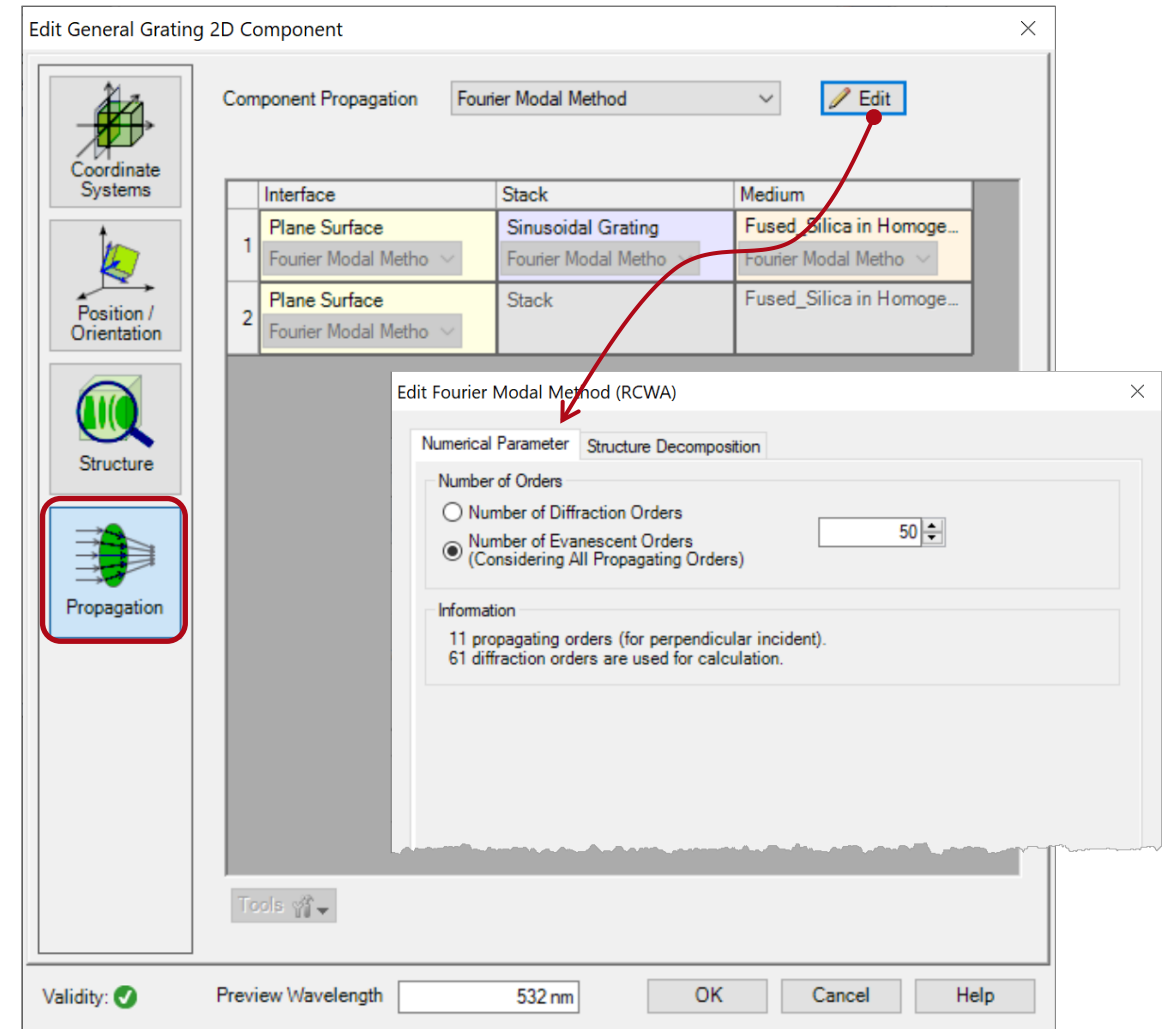 Edit General Grating 2D Component
Coordinate
Systems
Position /
Orientation
Structure
Propagation
Component Propagation
Fourier Modal Method
Edit
Interface
Stack
Medium
1
Plane Surface
Sinusoidal Grating
Fused_Silica in Homoge...
Fourier Modal Metho
Fourier Modal Metho
Fourier Modal Metho
2
Plane Surface
Stack
Fused_Silica in Homoge...
Fourier Modal Metho
Edit Fourier Modal Method (RCWA)
Numerical Parameter
Structure Decomposition
Number of Orders
Number of Diffraction Orders
Number of Evanescent Orders
(Considering All Propagating Orders)
50
Information
11 propagating orders (for perpendicular incident).
61 diffraction orders are used for calculation.
Tools
Validity:
Preview Wavelength
532 nm
OK
Cancel
Help